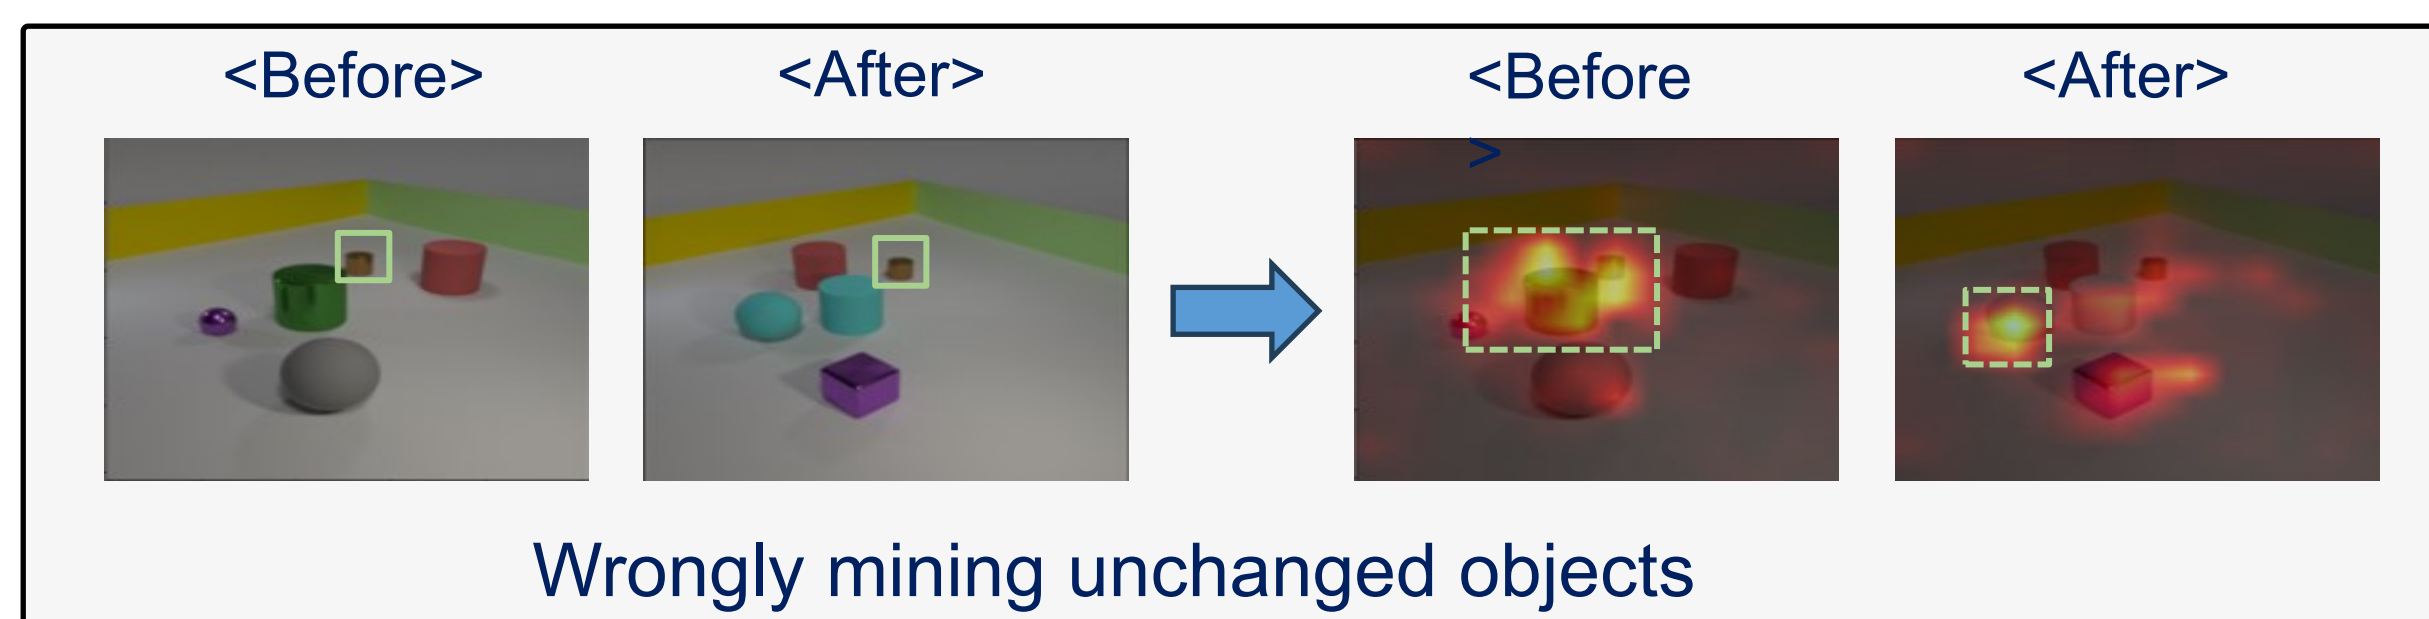 <Before>
<After>
<Before
>
<After>
Wrongly mining unchanged objects